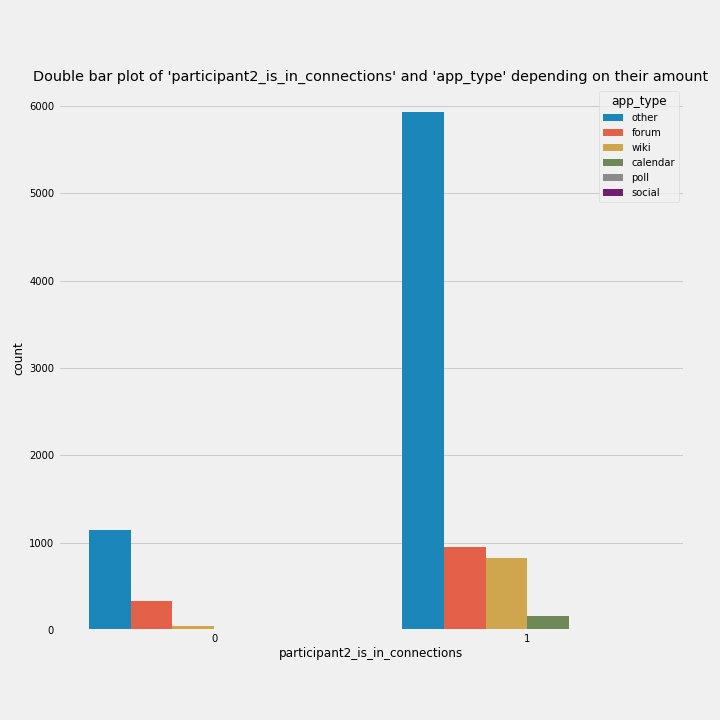 Double bar plot of 'participant2_is_in_connections' and 'app_type' depending on their amount
app_type
other
forum
wiki
calendar
poll
social
6000
5000
4000
3000
2000
1000
0
count
0
1
participant2_is_in_connections